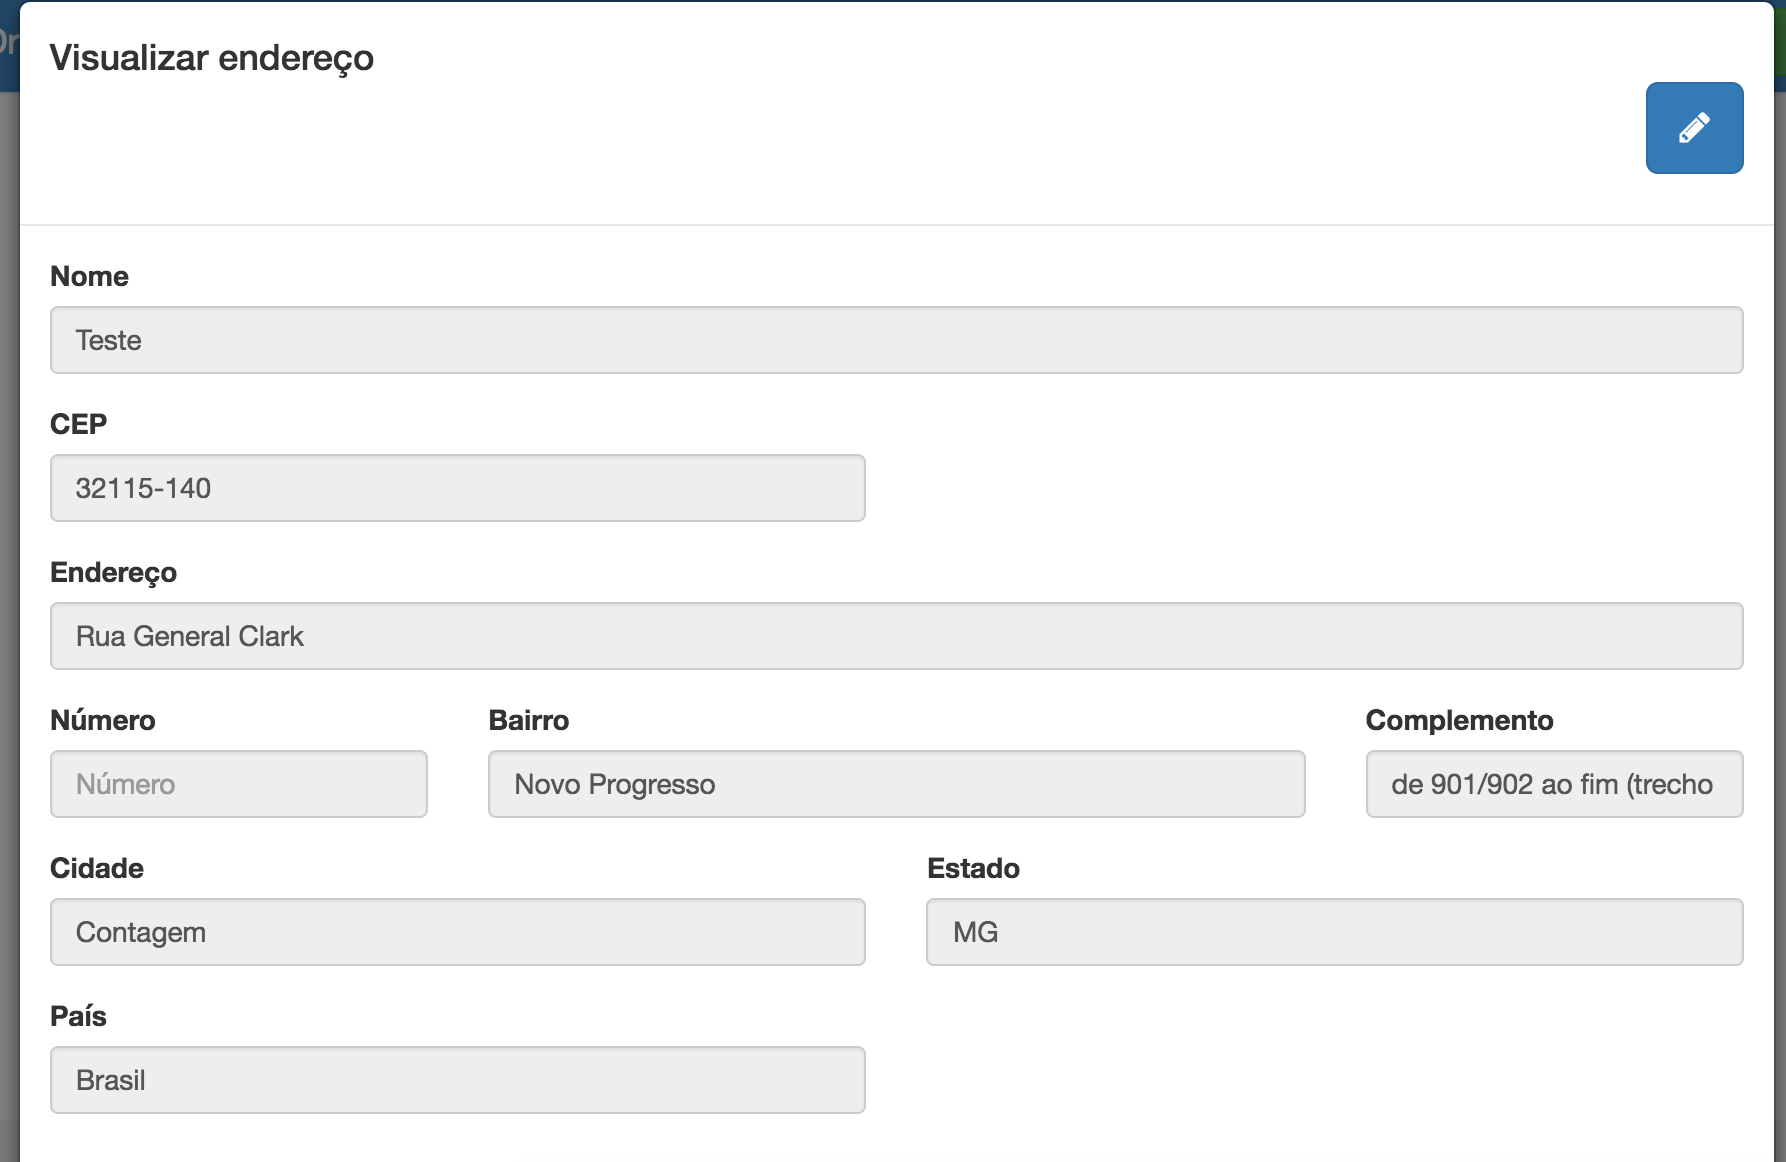 Visualizar endereço
Nome
Teste
CEP
32115-140
Endereço
Rua General Clark
Número
Bairro
Complemento
Número
Novo Progresso
de 901/902 ao fim (trecho
Cidade
Estado
Contagem
MG
País
Brasil